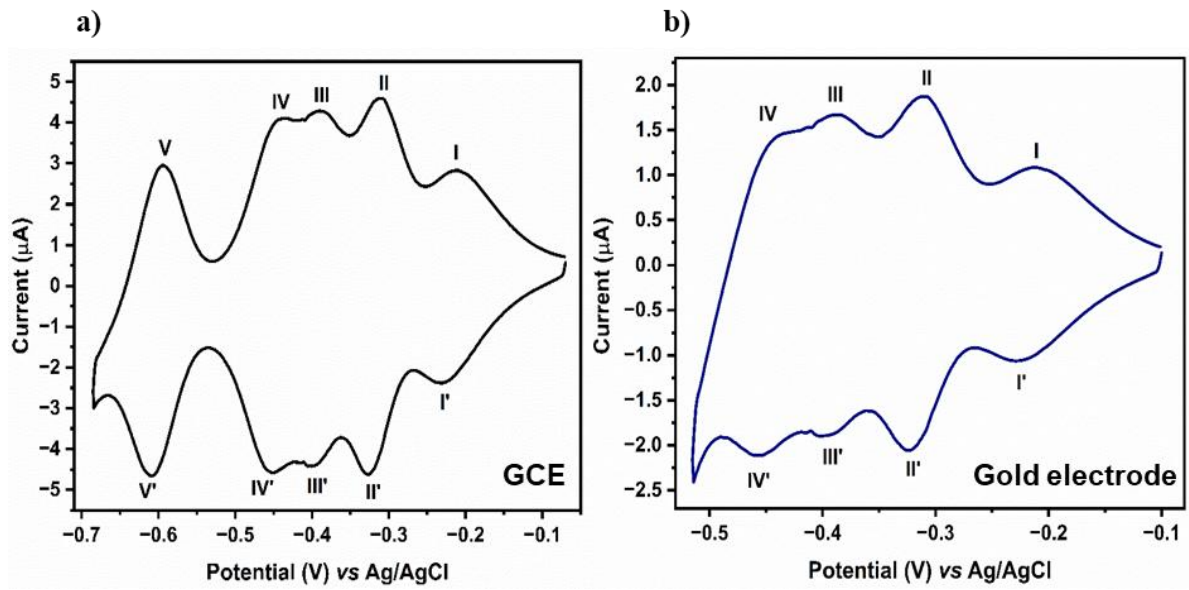 a)
b)
Current (µA)
5
4
3
2
1
0
−1
−2
−3
−4
−5
V
IV
III
II
I
V'
IV'
III'
II'
I'
GCE
−0.7
−0.6
−0.5
−0.4
−0.3
−0.2
−0.1
Potential (V) vs Ag/AgCl
Current (µA)
2.0
1.5
1.0
0.5
0.0
−0.5
−1.0
−1.5
−2.0
−2.5
IV
III
II
I
IV'
III'
II'
I'
Gold electrode
−0.5
−0.4
−0.3
−0.2
−0.1
Potential (V) vs Ag/AgCl